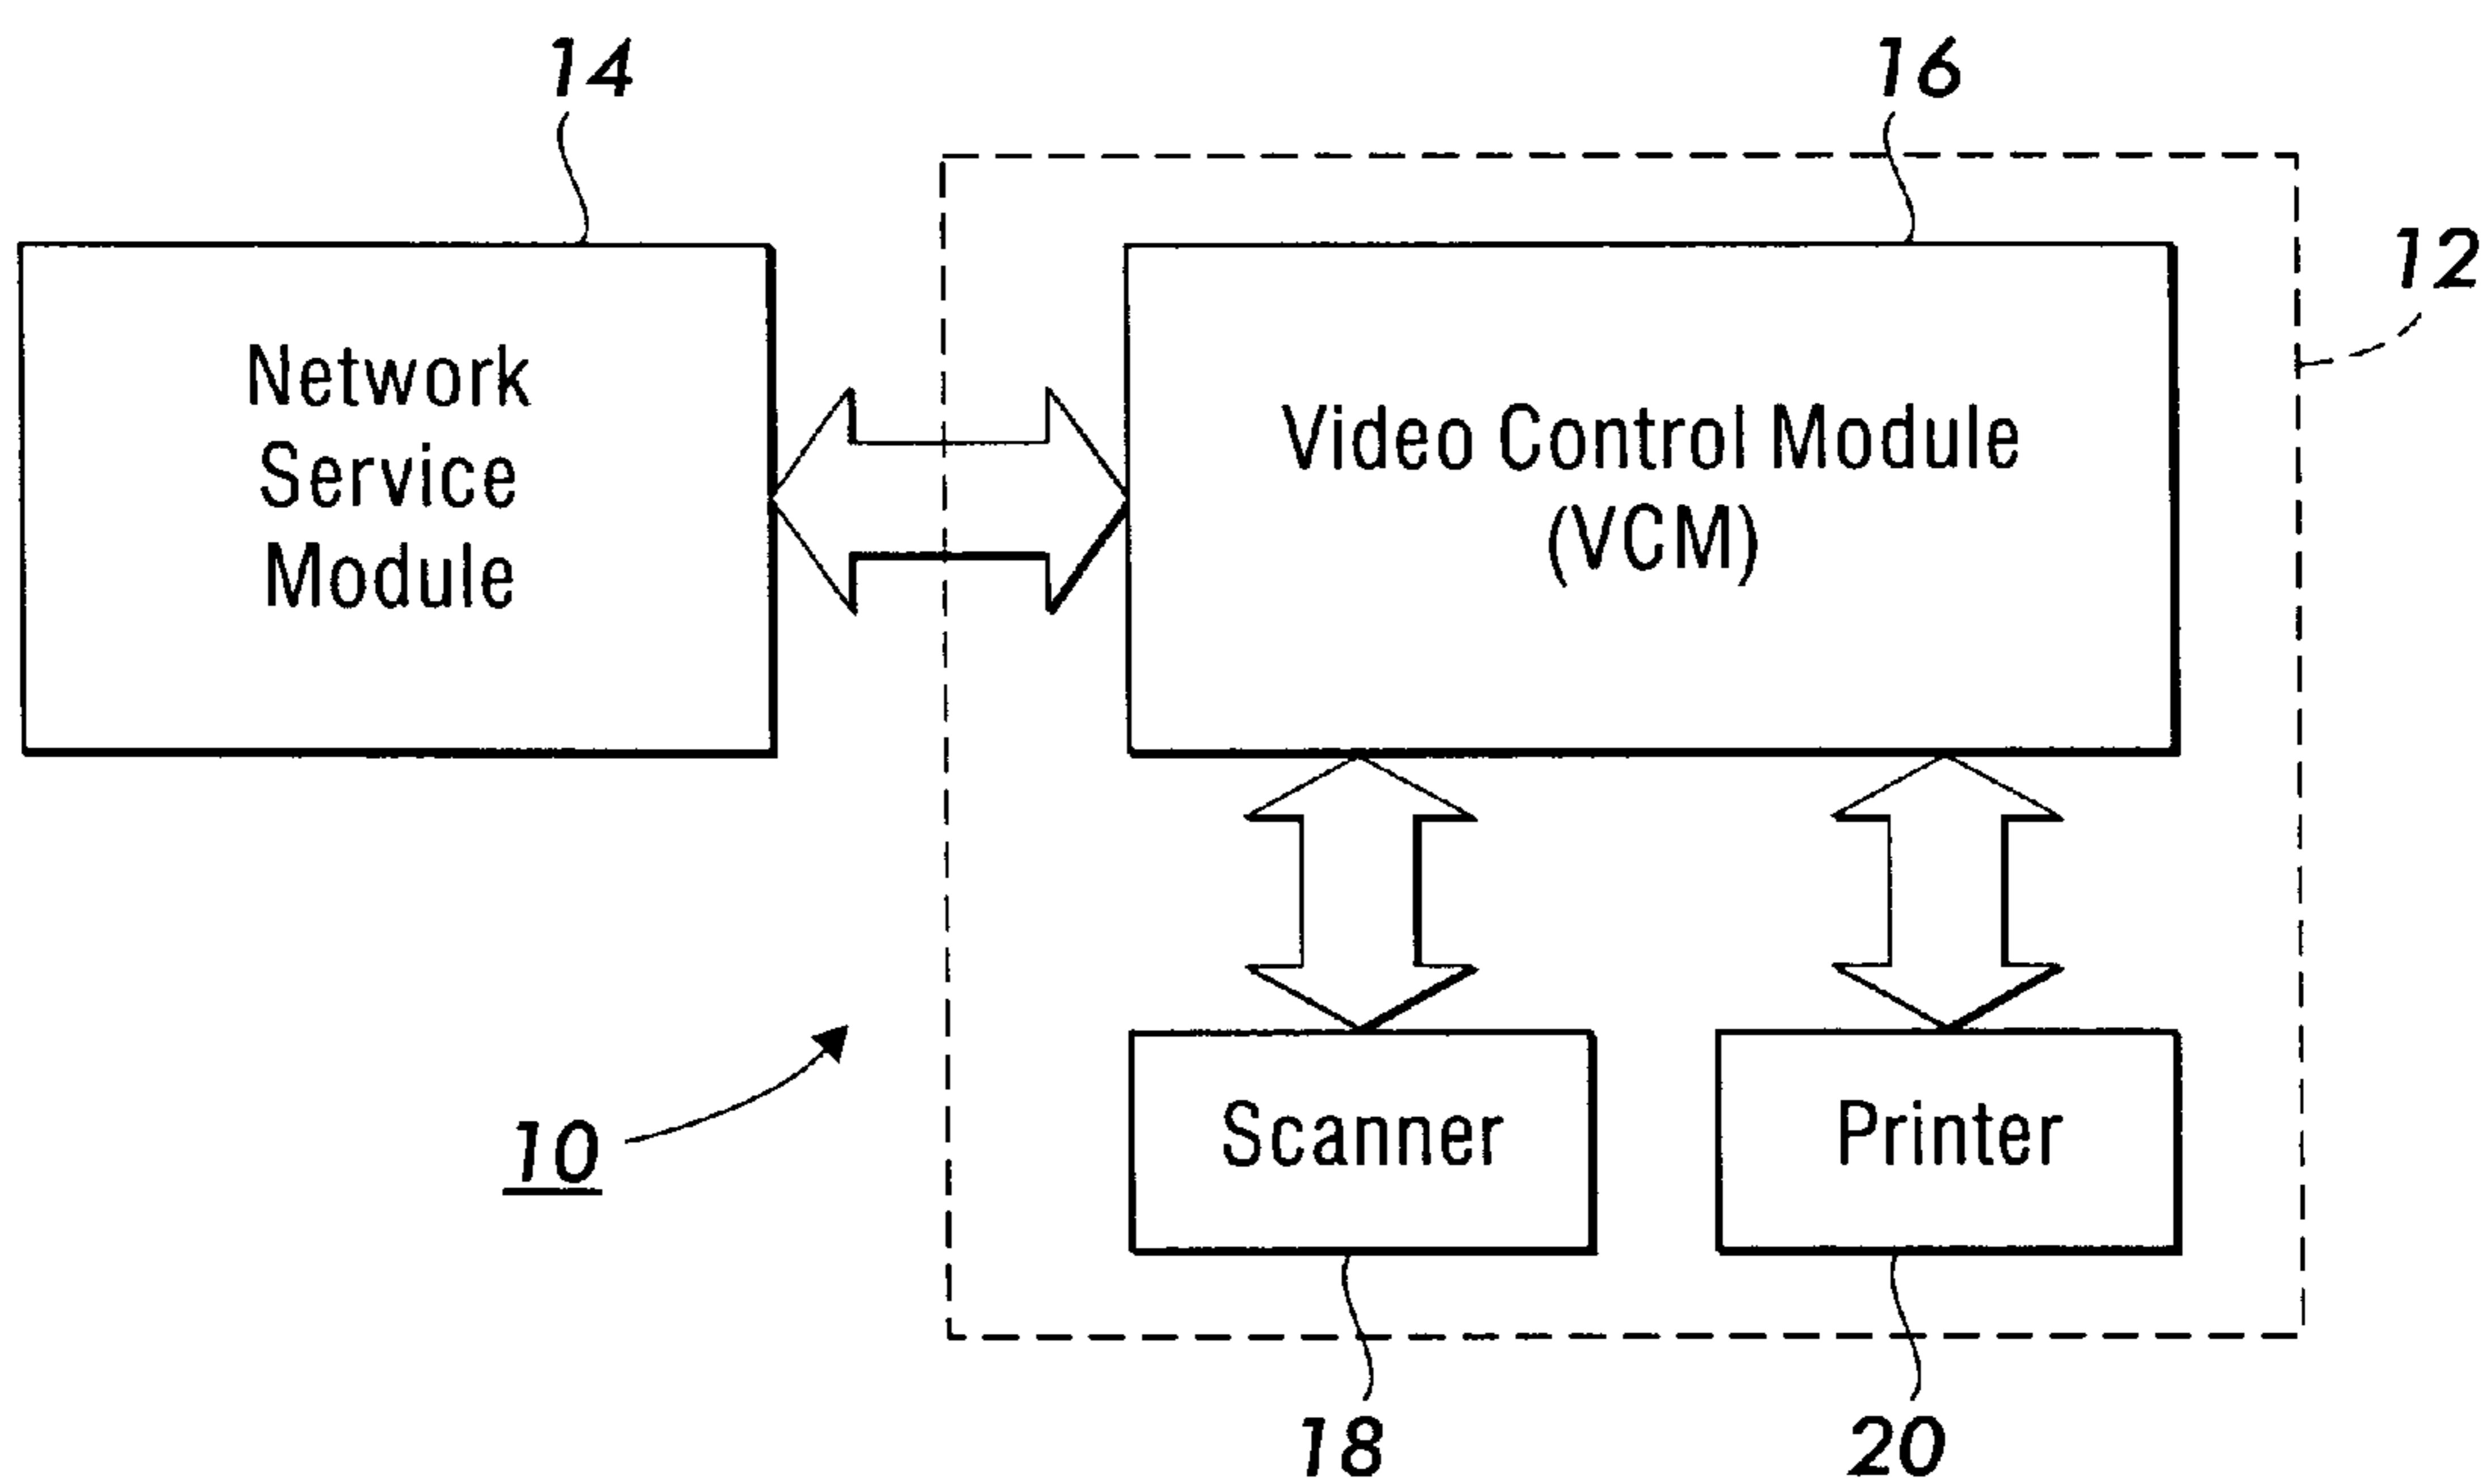 14
16
12
Network
Service
Module
Video Control Module
(VCM)
10
Scanner
Printer
18
20